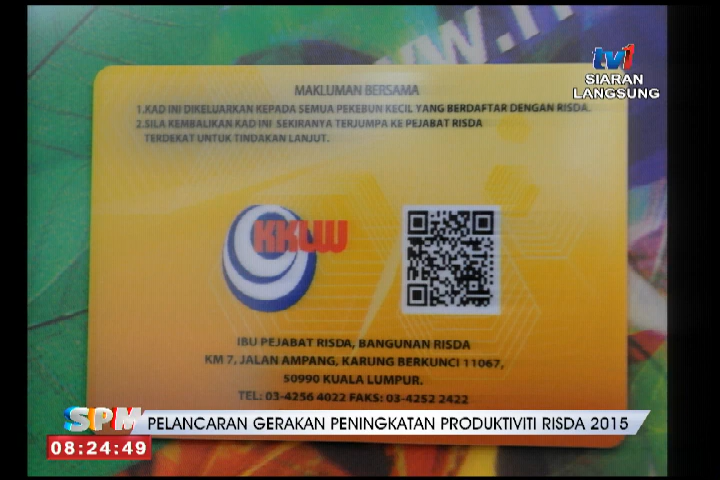 WWW.
tv1
SIARAN
LANGSUNG
MAKLUMAN BERSAMA
1.KAD INI DIKELUARKAN KEPADA SEMUA PEKEBUN KECIL YANG BERDAFTAR DENGAN RISDA.
2.SILA KEMBALIKAN KAD INI SEKIRANYA TERJUMPA KE PEJABAT RISDA
TERDEKAT UNTUK TINDAKAN LANJUT.
KKLW
IBU PEJABAT RISDA, BANGUNAN RISDA
KM 7, JALAN AMPANG, KARUNG BERKUNCI 11067,
50990 KUALA LUMPUR.
TEL: 03-4256 4022 FAKS: 03-4252 2422
SPM PELANCARAN GERAKAN PENINGKATAN PRODUKTIVITI RISDA 2015
08:24:49